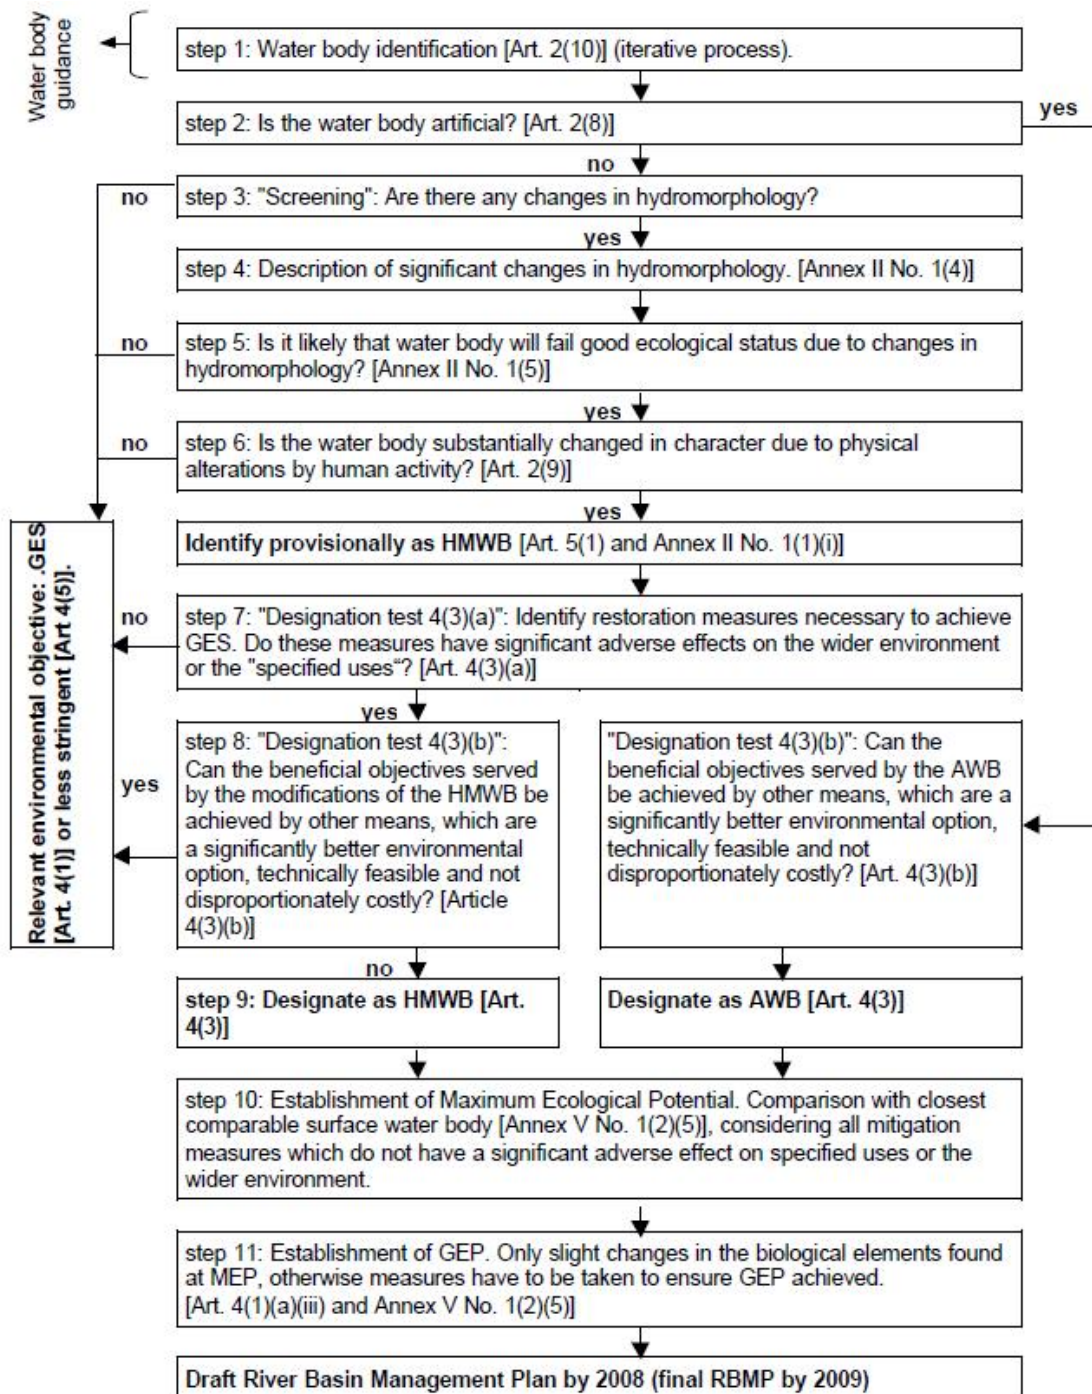 Water body
guidance
step 1: Water body identification [Art. 2(10)] (iterative process).
step 2: Is the water body artificial? [Art. 2(8)]
yes
no
no
step 3: "Screening": Are there any changes in hydromorphology?
yes
step 4: Description of significant changes in hydromorphology. [Annex II No. 1(4)]
no
step 5: Is it likely that water body will fail good ecological status due to changes in
hydromorphology? [Annex II No. 1(5)]
yes
no
step 6: Is the water body substantially changed in character due to physical
alterations by human activity? [Art. 2(9)]
yes
Relevant environmental objective: .GES
[Art. 4(1)] or less stringent [Art 4(5)].
Identify provisionally as HMWB [Art. 5(1) and Annex II No. 1(1)(i)]
no
step 7: "Designation test 4(3)(a)": Identify restoration measures necessary to achieve
GES. Do these measures have significant adverse effects on the wider environment
or the "specified uses“? [Art. 4(3)(a)]
yes
yes
step 8: "Designation test 4(3)(b)":
Can the beneficial objectives served
by the modifications of the HMWB be
achieved by other means, which are
a significantly better environmental
option, technically feasible and not
disproportionately costly? [Article
4(3)(b)]
"Designation test 4(3)(b)": Can the
beneficial objectives served by the AWB
be achieved by other means, which are a
significantly better environmental option,
technically feasible and not
disproportionately costly? [Art. 4(3)(b)]
no
step 9: Designate as HMWB [Art.
4(3)]
Designate as AWB [Art. 4(3)]
step 10: Establishment of Maximum Ecological Potential. Comparison with closest
comparable surface water body [Annex V No. 1(2)(5)], considering all mitigation
measures which do not have a significant adverse effect on specified uses or the
wider environment.
step 11: Establishment of GEP. Only slight changes in the biological elements found
at MEP, otherwise measures have to be taken to ensure GEP achieved.
[Art. 4(1)(a)(iii) and Annex V No. 1(2)(5)]
Draft River Basin Management Plan by 2008 (final RBMP by 2009)